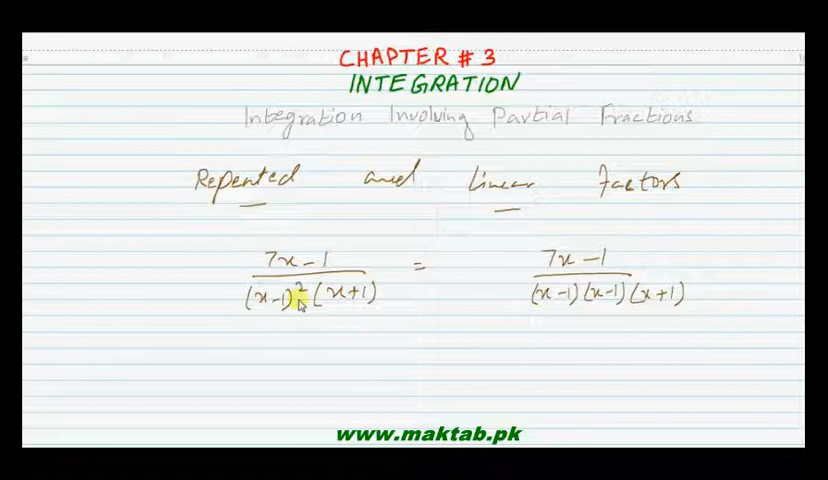 CHAPTER # 3
INTEGRATION
Integration Involving Partial Fractions
Repeated and Linear Factors
7x - 1 / (x-1)² (x+1) = 7x - 1 / (x-1) (x-1) (x+1)
www.maktab.pk